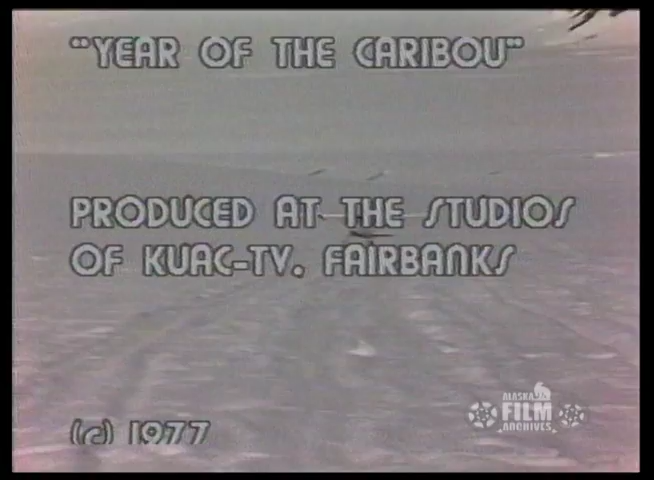 "YEAR OF THE CARIBOU"
PRODUCED AT THE STUDIOS
OF KUAC-TV, FAIRBANKS
(c) 1977
ALASKA
FILM
ARCHIVES